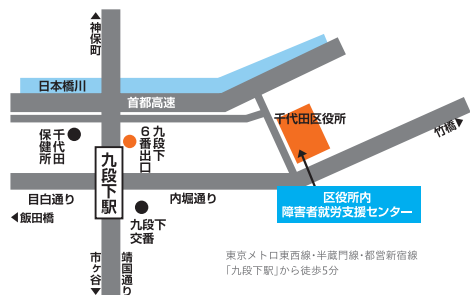 ▲神保町
日本橋川
首都高速
千代田
保健所
九段下
6番出口
千代田区役所
竹橋▶
九段下駅
目白通り
内堀通り
◀飯田橋
九段下
交番
区役所内
障害者就労支援センター
靖国通り
市ヶ谷▼
東京メトロ東西線・半蔵門線・都営新宿線
「九段下駅」から徒歩5分